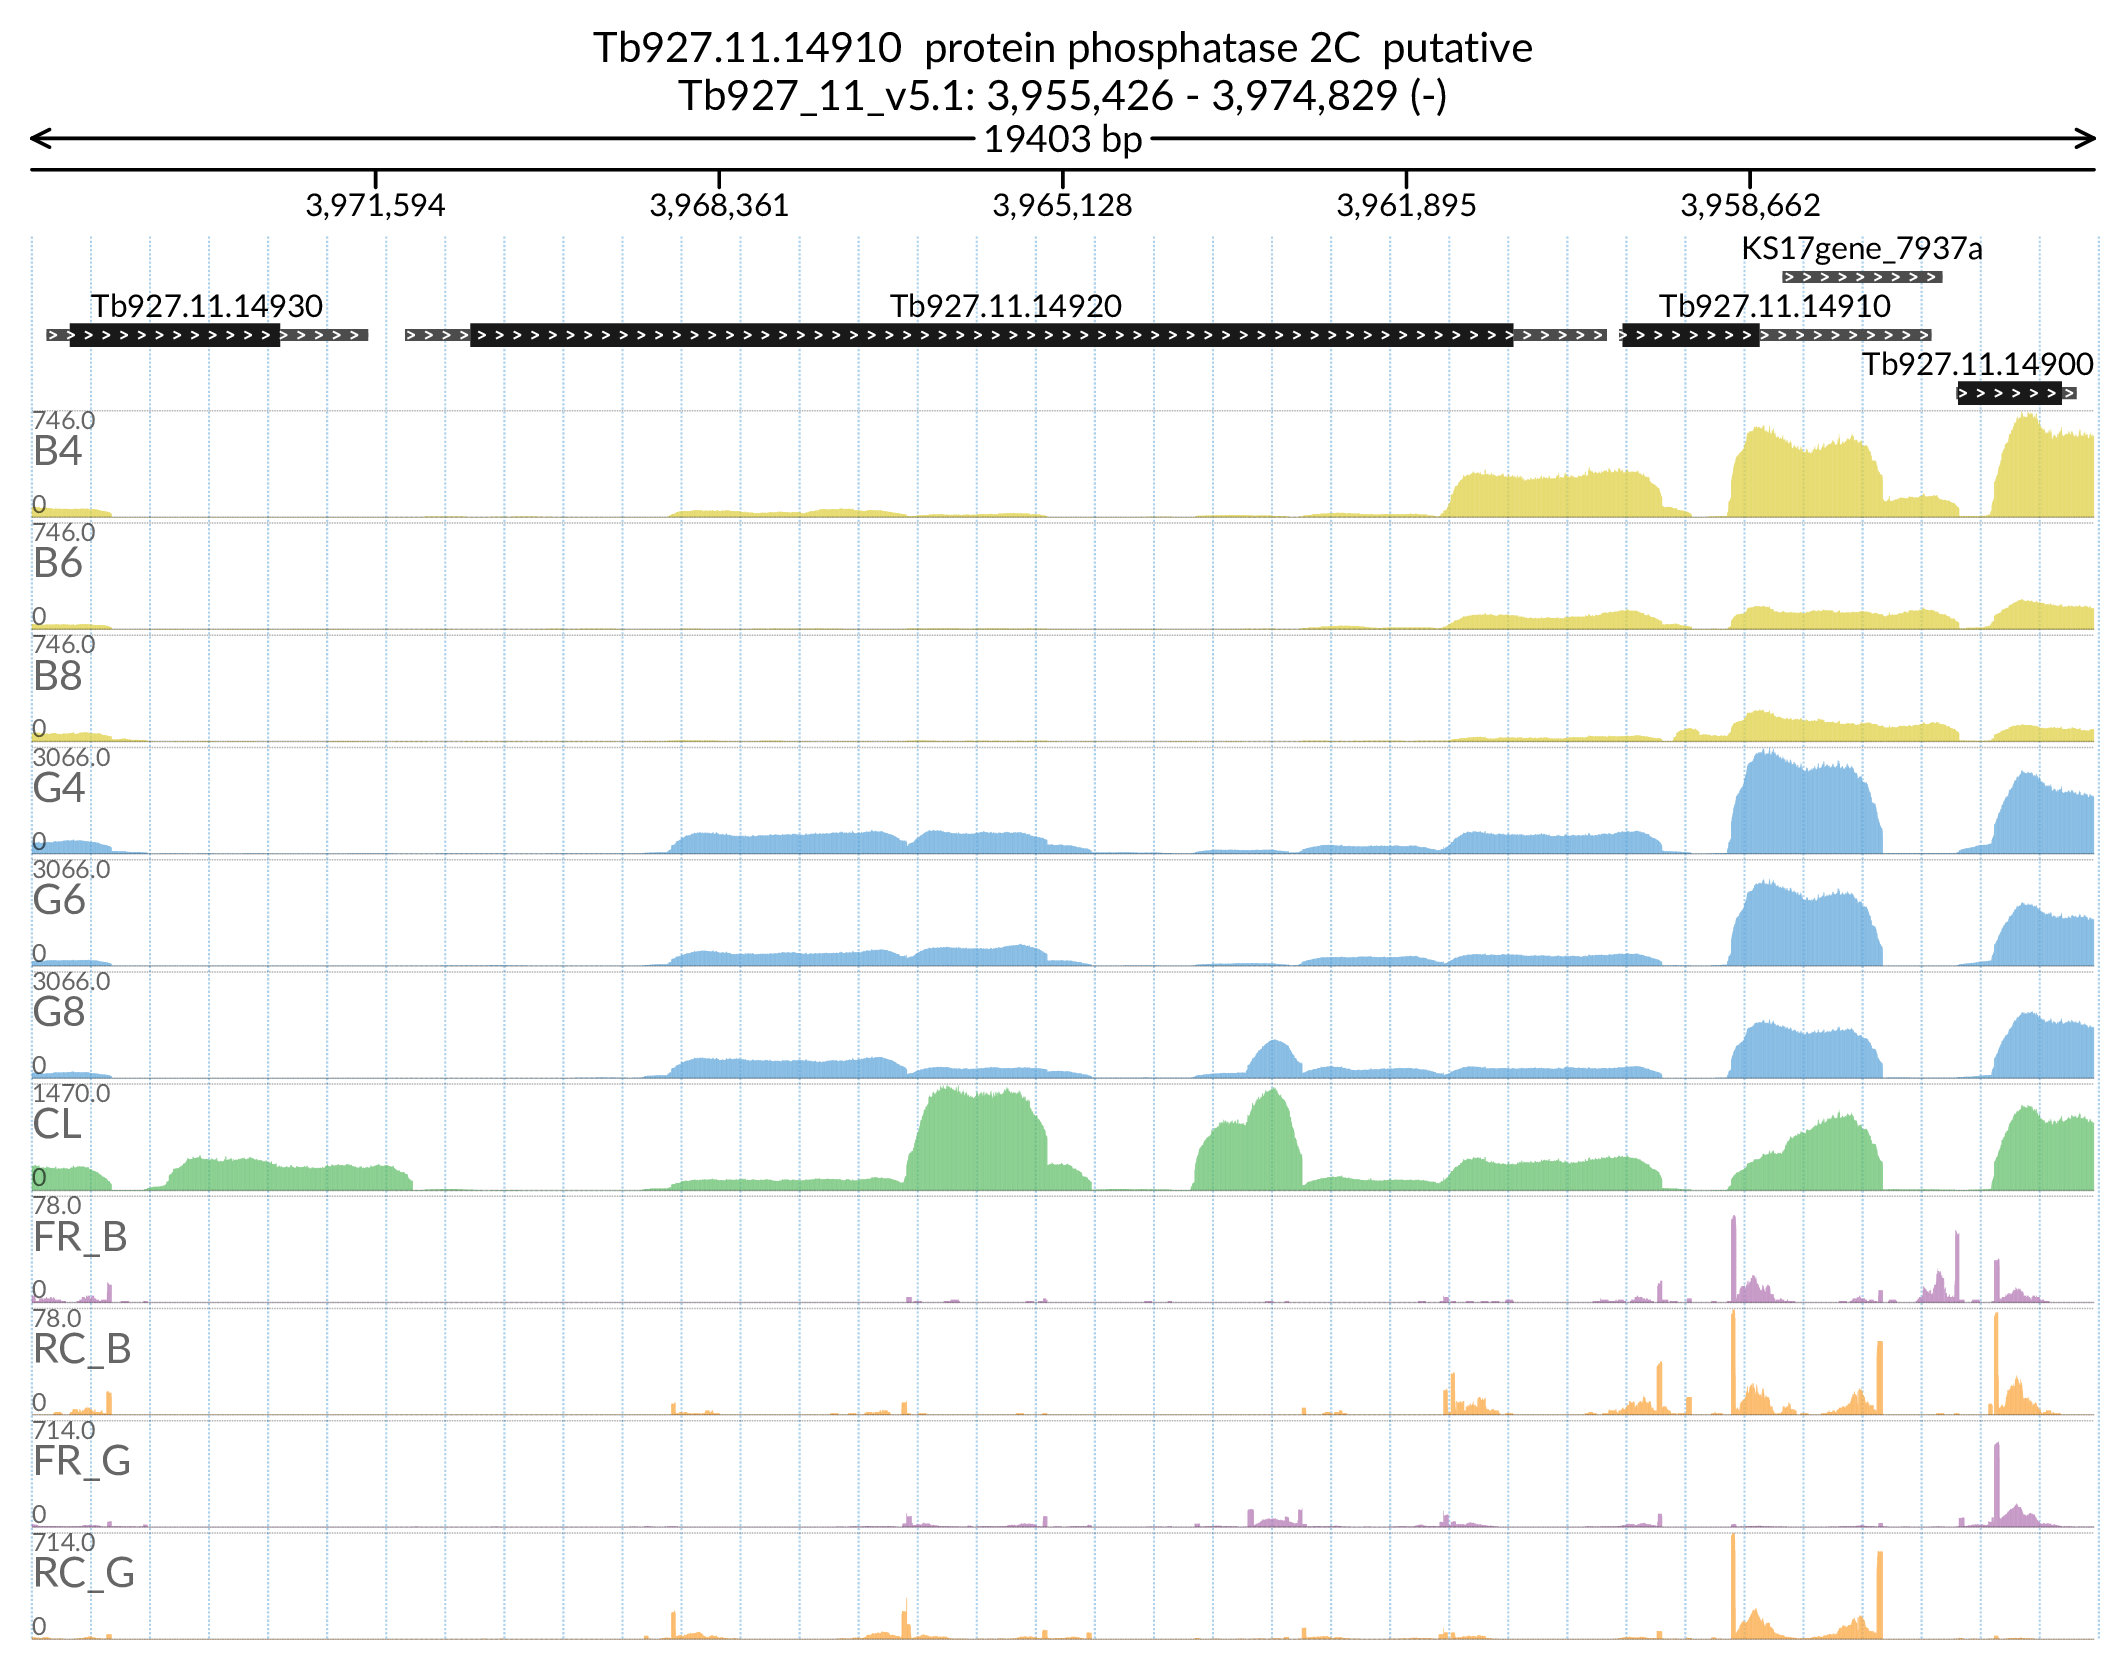 Tb927.11.14910 protein phosphatase 2C putative
Tb927_11_v5.1: 3,955,426 - 3,974,829 (-)
19403 bp
3,971,594 3,968,361 3,965,128 3,961,895 3,958,662
KS17gene_7937a
Tb927.11.14930 Tb927.11.14920 Tb927.11.14910
Tb927.11.14900
746.0
B4
0
746.0
B6
0
746.0
B8
0
3066.0
G4
0
3066.0
G6
0
3066.0
G8
0
1470.0
CL
0
78.0
FR_B
0
78.0
RC_B
0
714.0
FR_G
0
714.0
RC_G
0